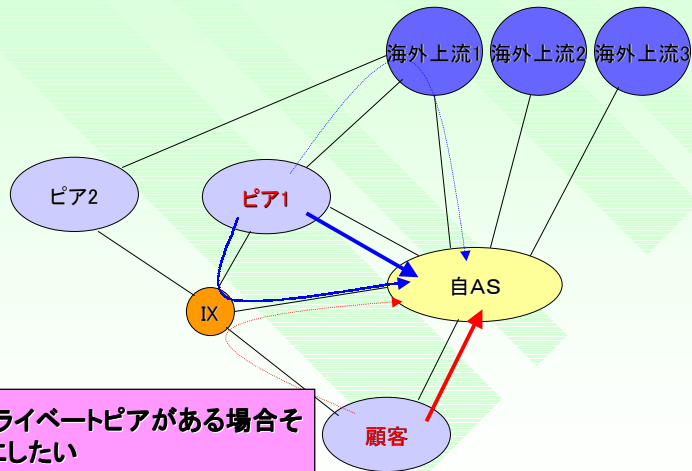 海外上流1
海外上流2
海外上流3
ピア2
ピア1
自AS
IX
顧客
ライベートピアがある場合そ
にしたい